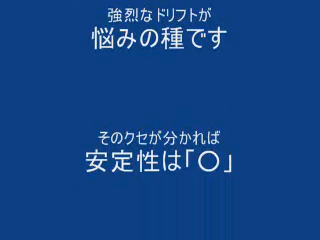 強烈なドリフトが
悩みの種です
そのクセが分かれば
安定性は「〇」